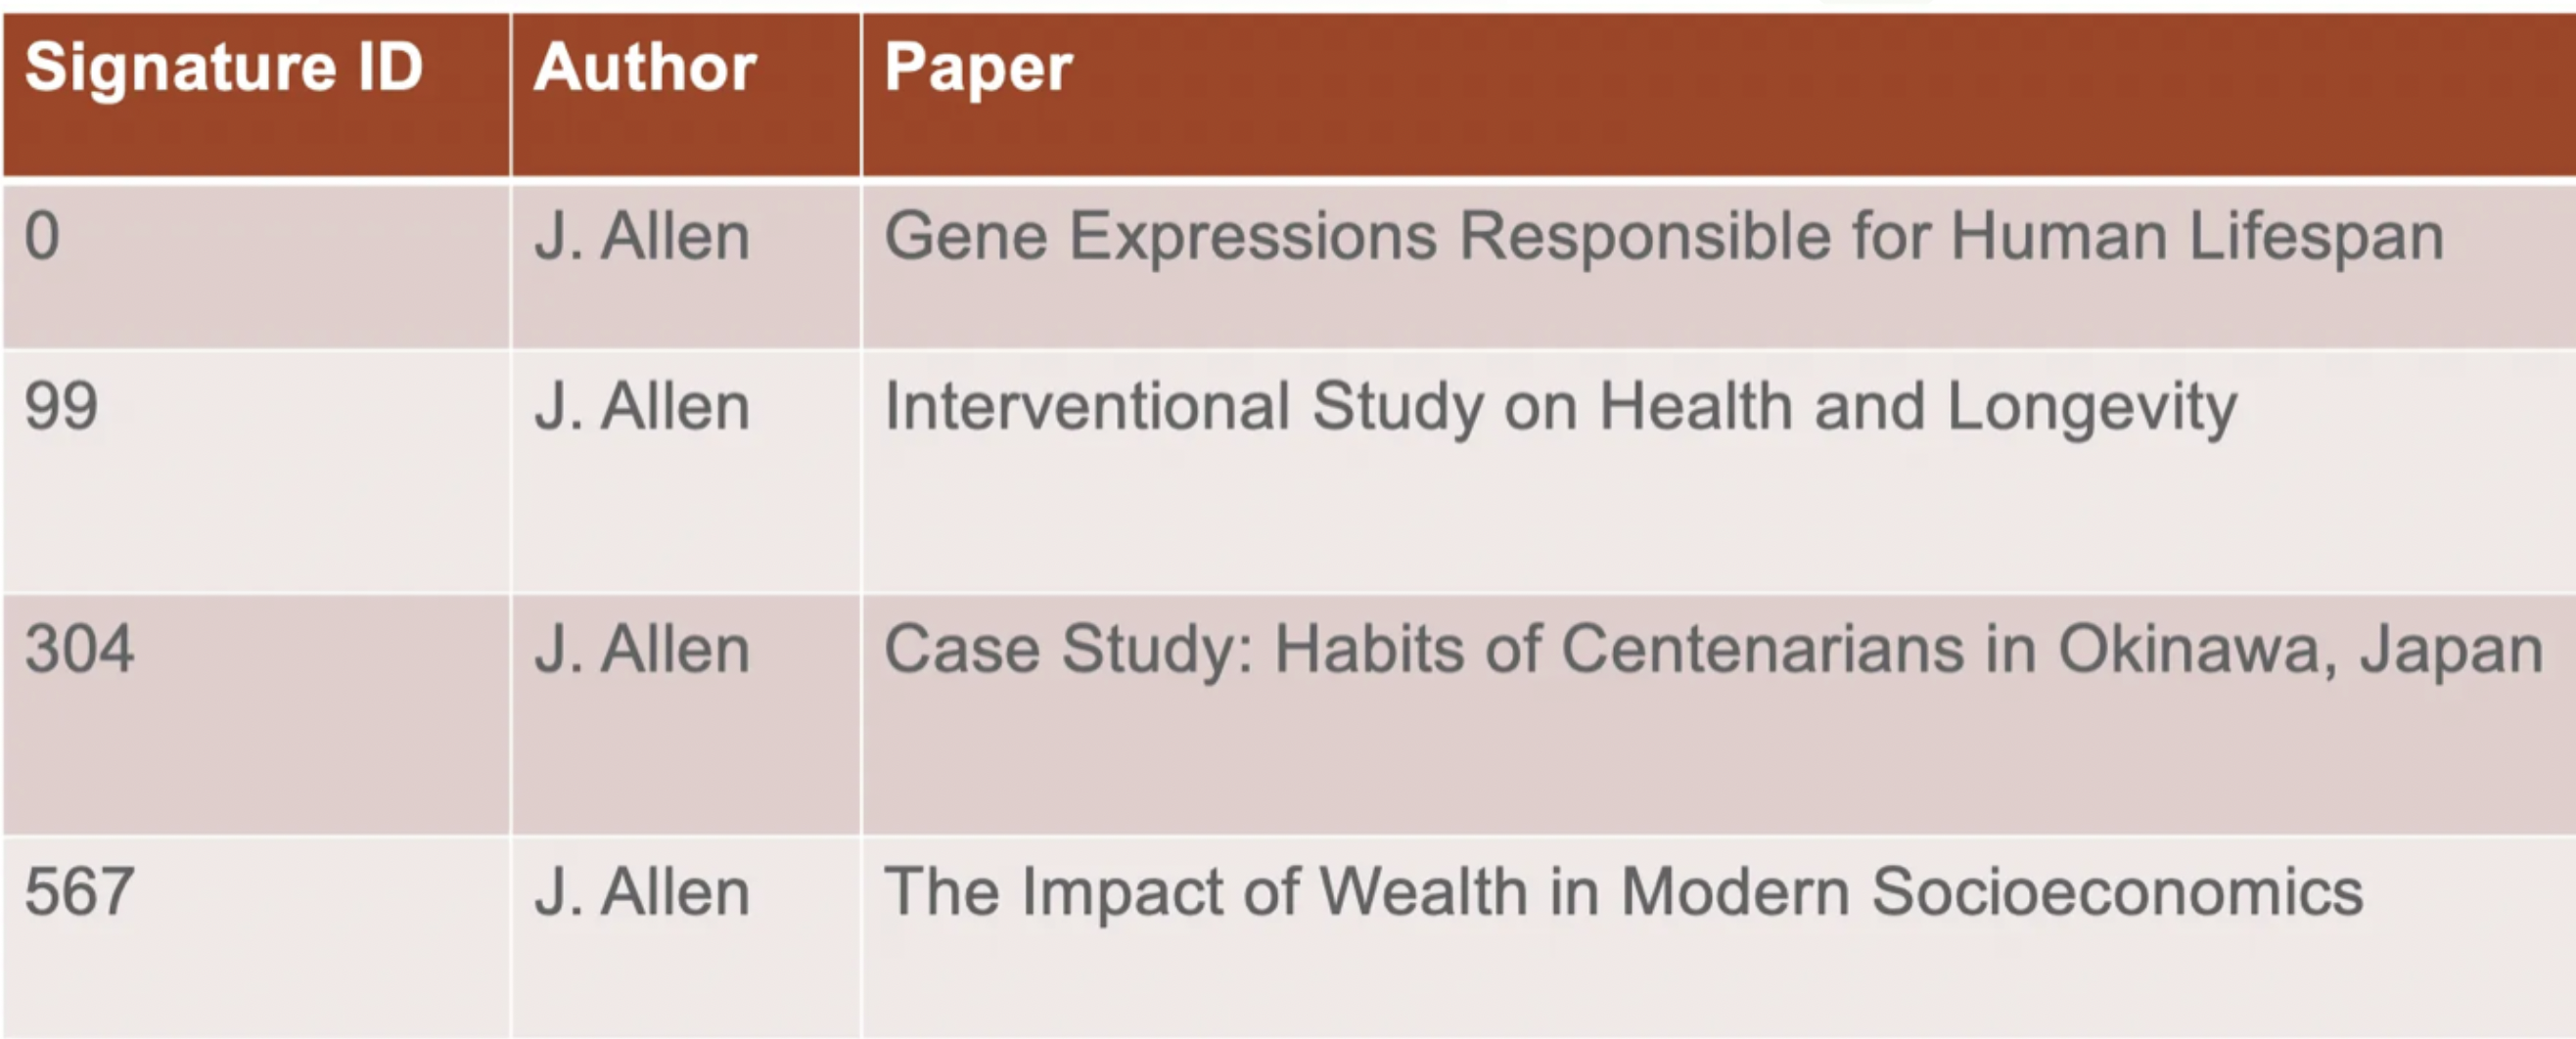 Signature ID Author Paper
0 J. Allen Gene Expressions Responsible for Human Lifespan
99 J. Allen Interventional Study on Health and Longevity
304 J. Allen Case Study: Habits of Centenarians in Okinawa, Japan
567 J. Allen The Impact of Wealth in Modern Socioeconomics